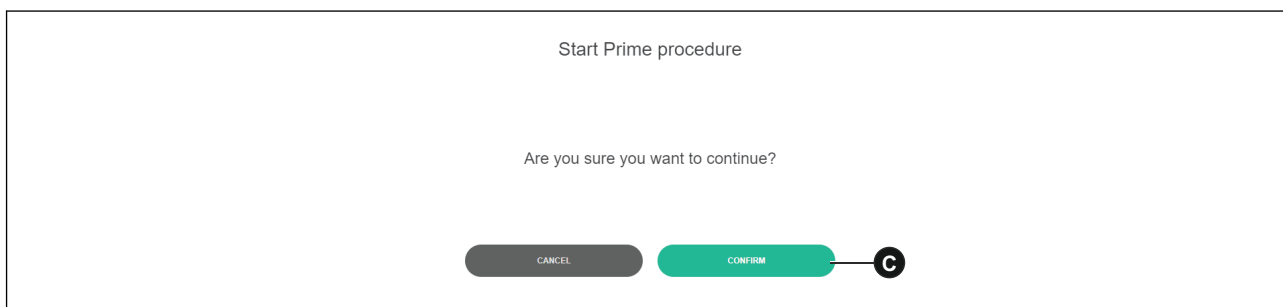 Start Prime procedure
Are you sure you want to continue?
CANCEL CONFIRM C